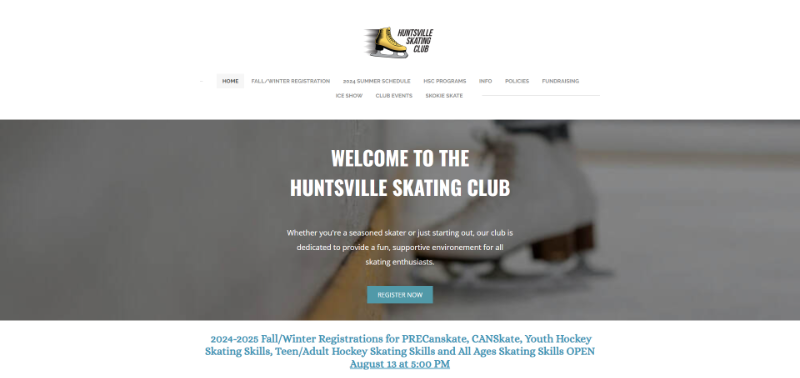 HUNTSVILLE
SKATING
CLUB
HOME FALL/WINTER REGISTRATION 2024 SUMMER SCHEDULE HSC PROGRAMS INFO POLICIES FUNDRAISING
ICE SHOW CLUB EVENTS SKOKIE SKATE
WELCOME TO THE
HUNTSVILLE SKATING CLUB
Whether you're a seasoned skater or just starting out, our club is
dedicated to provide a fun, supportive environement for all
skating enthusiasts.
REGISTER NOW
2024-2025 Fall/Winter Registrations for PRECanskate, CANSkate, Youth Hockey
Skating Skills, Teen/Adult Hockey Skating Skills and All Ages Skating Skills OPEN
August 13 at 5:00 PM